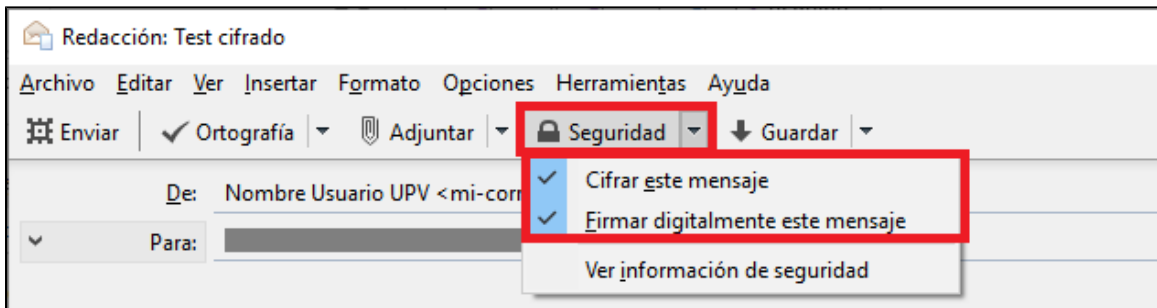 Redacción: Test cifrado
Archivo Editar Ver Insertar Formato Opciones Herramientas Ayuda
Enviar Ortografía Adjuntar Seguridad Guardar
De: Nombre Usuario UPV <mi-corr
Cifrar este mensaje
Firmar digitalmente este mensaje
Para:
Ver información de seguridad